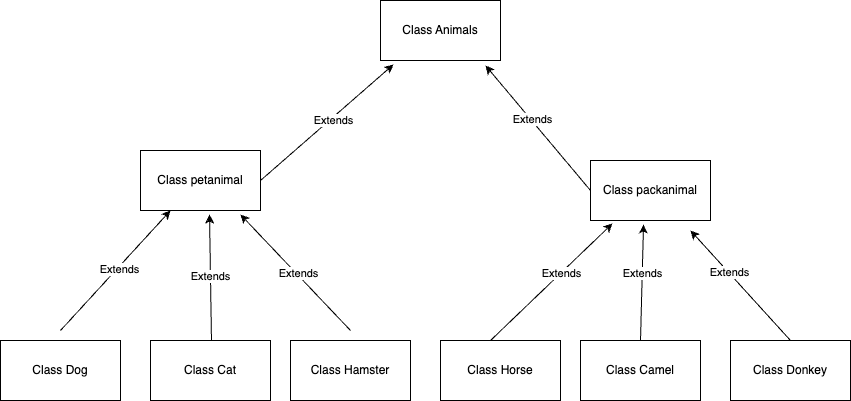 Class Animals
Extends
Extends
Class petanimal
Class packanimal
Extends
Extends
Extends
Extends
Extends
Extends
Class Dog
Class Cat
Class Hamster
Class Horse
Class Camel
Class Donkey